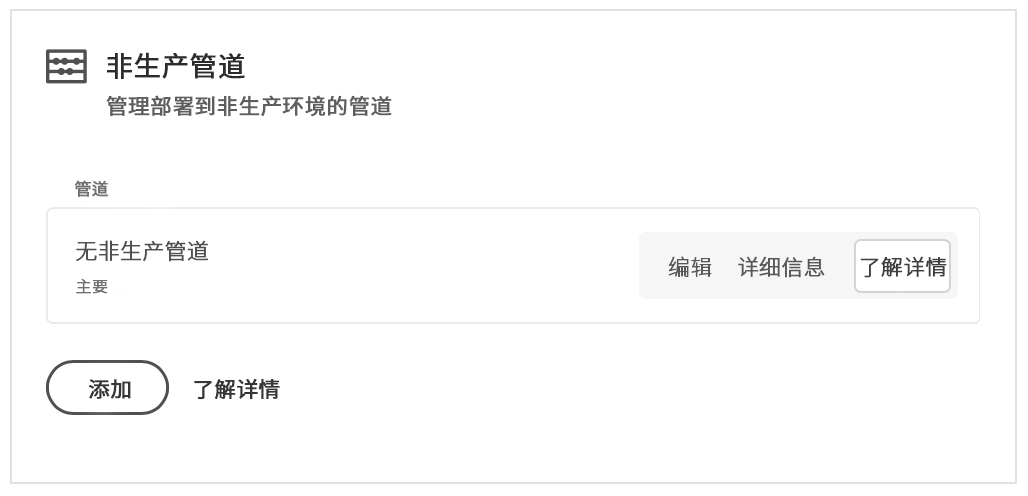 非生产管道
管理部署到非生产环境的管道
管道
无非生产管道
主要
编辑 详细信息 了解详情
添加 了解详情